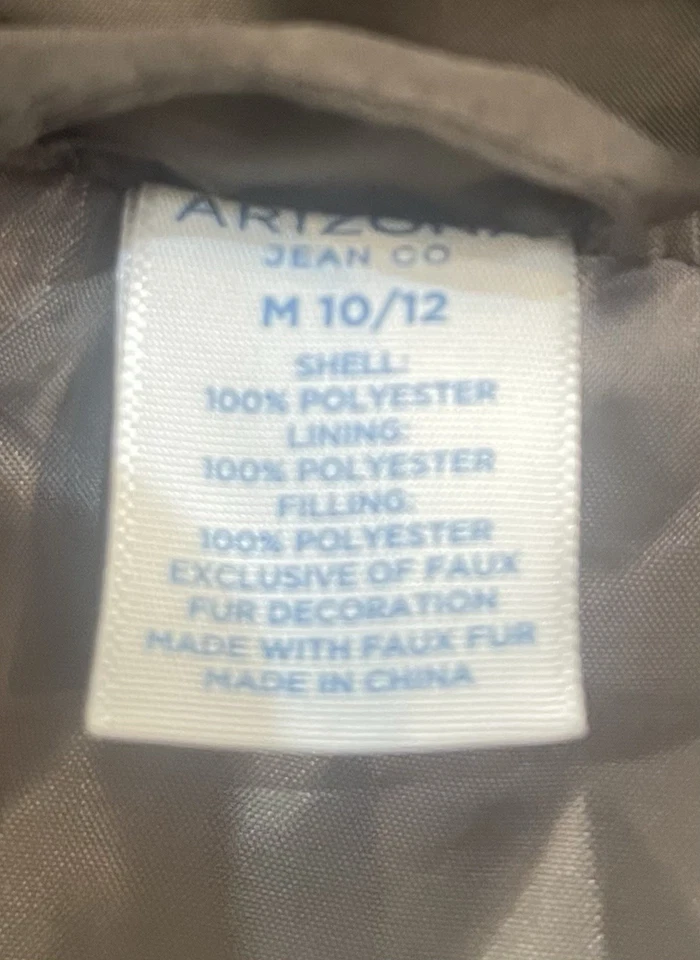 ARIZONA
JEAN CO
M 10/12
SHELL:
100% POLYESTER
LINING:
100% POLYESTER
FILLING:
100% POLYESTER
EXCLUSIVE OF FAUX
FUR DECORATION
MADE WITH FAUX FUR
MADE IN CHINA